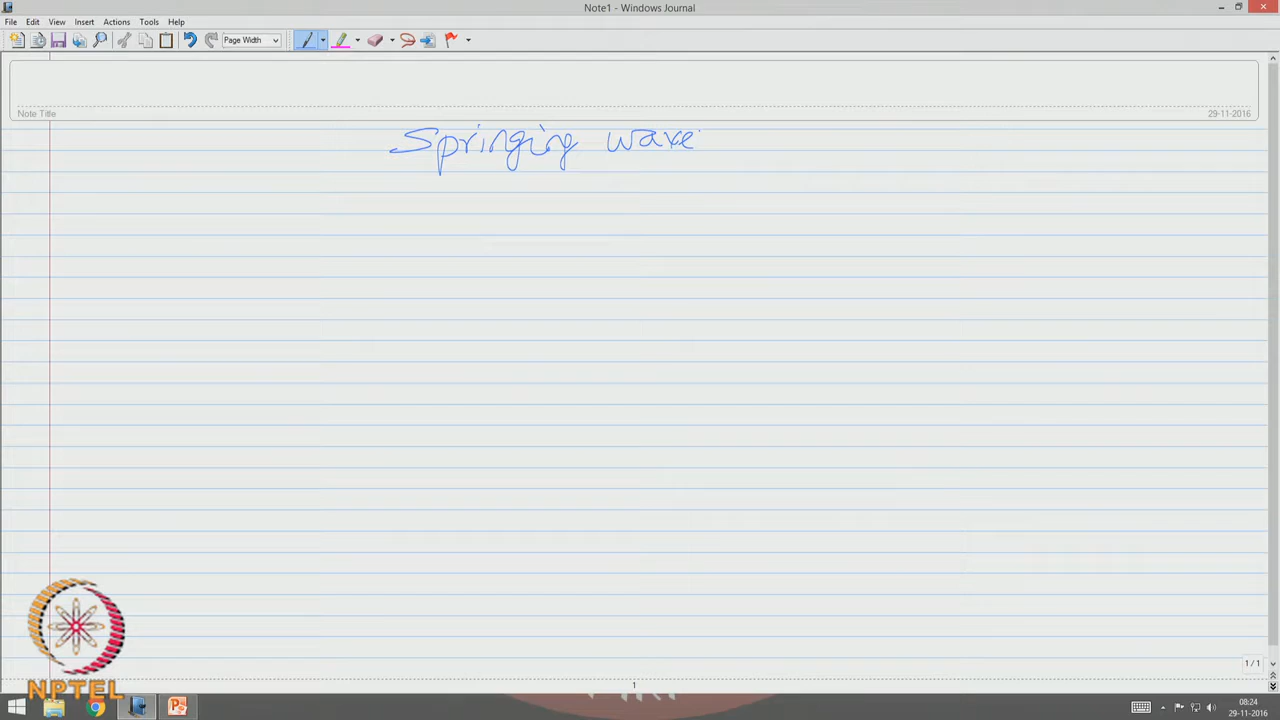 Note1 - Windows Journal
File Edit View Insert Actions Tools Help
Page Width
Note Title
29-11-2016
Springing wave
1/1
1
NPTEL
08:24
29-11-2016